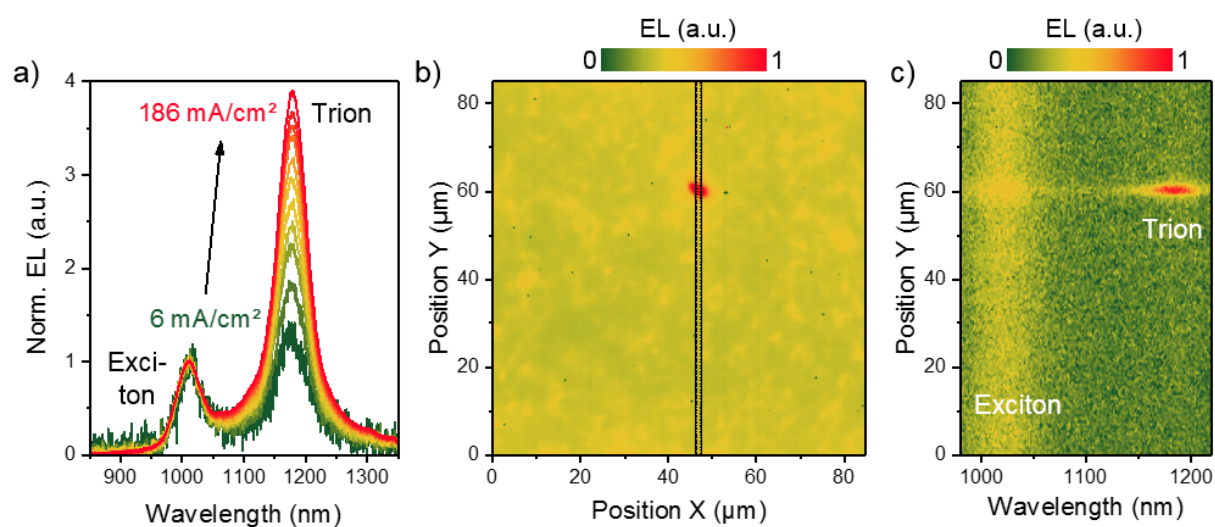 a)
4
3
2
1
0
Norm. EL (a.u.)
186 mA/cm²
Trion
6 mA/cm²
Exci-
ton
900 1000 1100 1200 1300
Wavelength (nm)
EL (a.u.)
0 1
b)
80
60
40
20
0
Position Y (µm)
0 20 40 60 80
Position X (µm)
EL (a.u.)
0 1
c)
80
60
40
20
0
Position Y (µm)
Trion
Exciton
1000 1100 1200
Wavelength (nm)